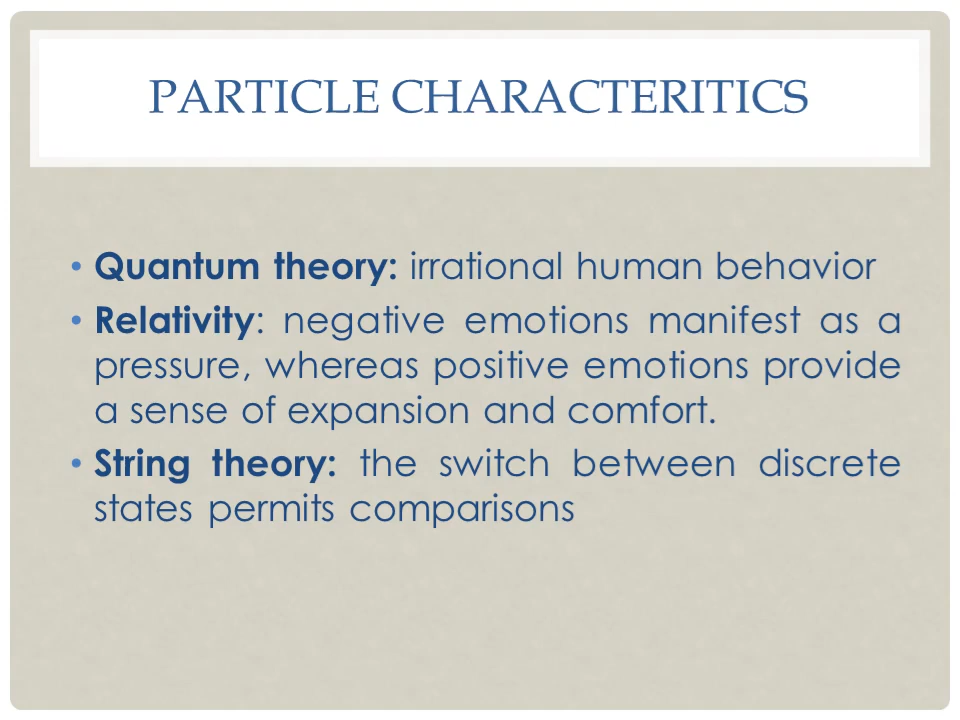 PARTICLE CHARACTERITICS
• Quantum theory: irrational human behavior
• Relativity: negative emotions manifest as a
pressure, whereas positive emotions provide
a sense of expansion and comfort.
• String theory: the switch between discrete
states permits comparisons